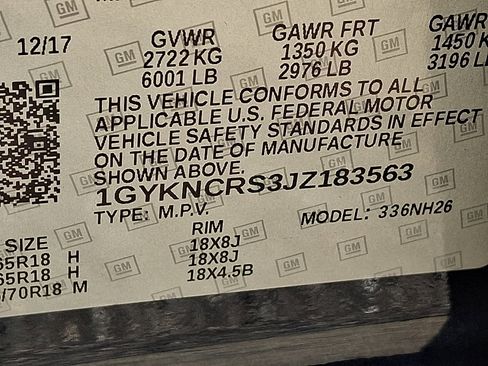 12/17 GVWR GAWR FRT GAWR
2722 KG 1350 KG 1450 K
6001 LB 2976 LB 3196 LB
THIS VEHICLE CONFORMS TO ALL
APPLICABLE U.S. FEDERAL MOTOR
VEHICLE SAFETY STANDARDS IN EFFECT
ON THE DATE OF MANUFACTURE
SHOWN ABOVE.
1GYKNCRS3JZ183563
TYPE: M.P.V. MODEL: 336NH26
SIZE RIM
65R18 H 18X8J
65R18 H 18X8J
/70R18 M 18X4.5B
GM